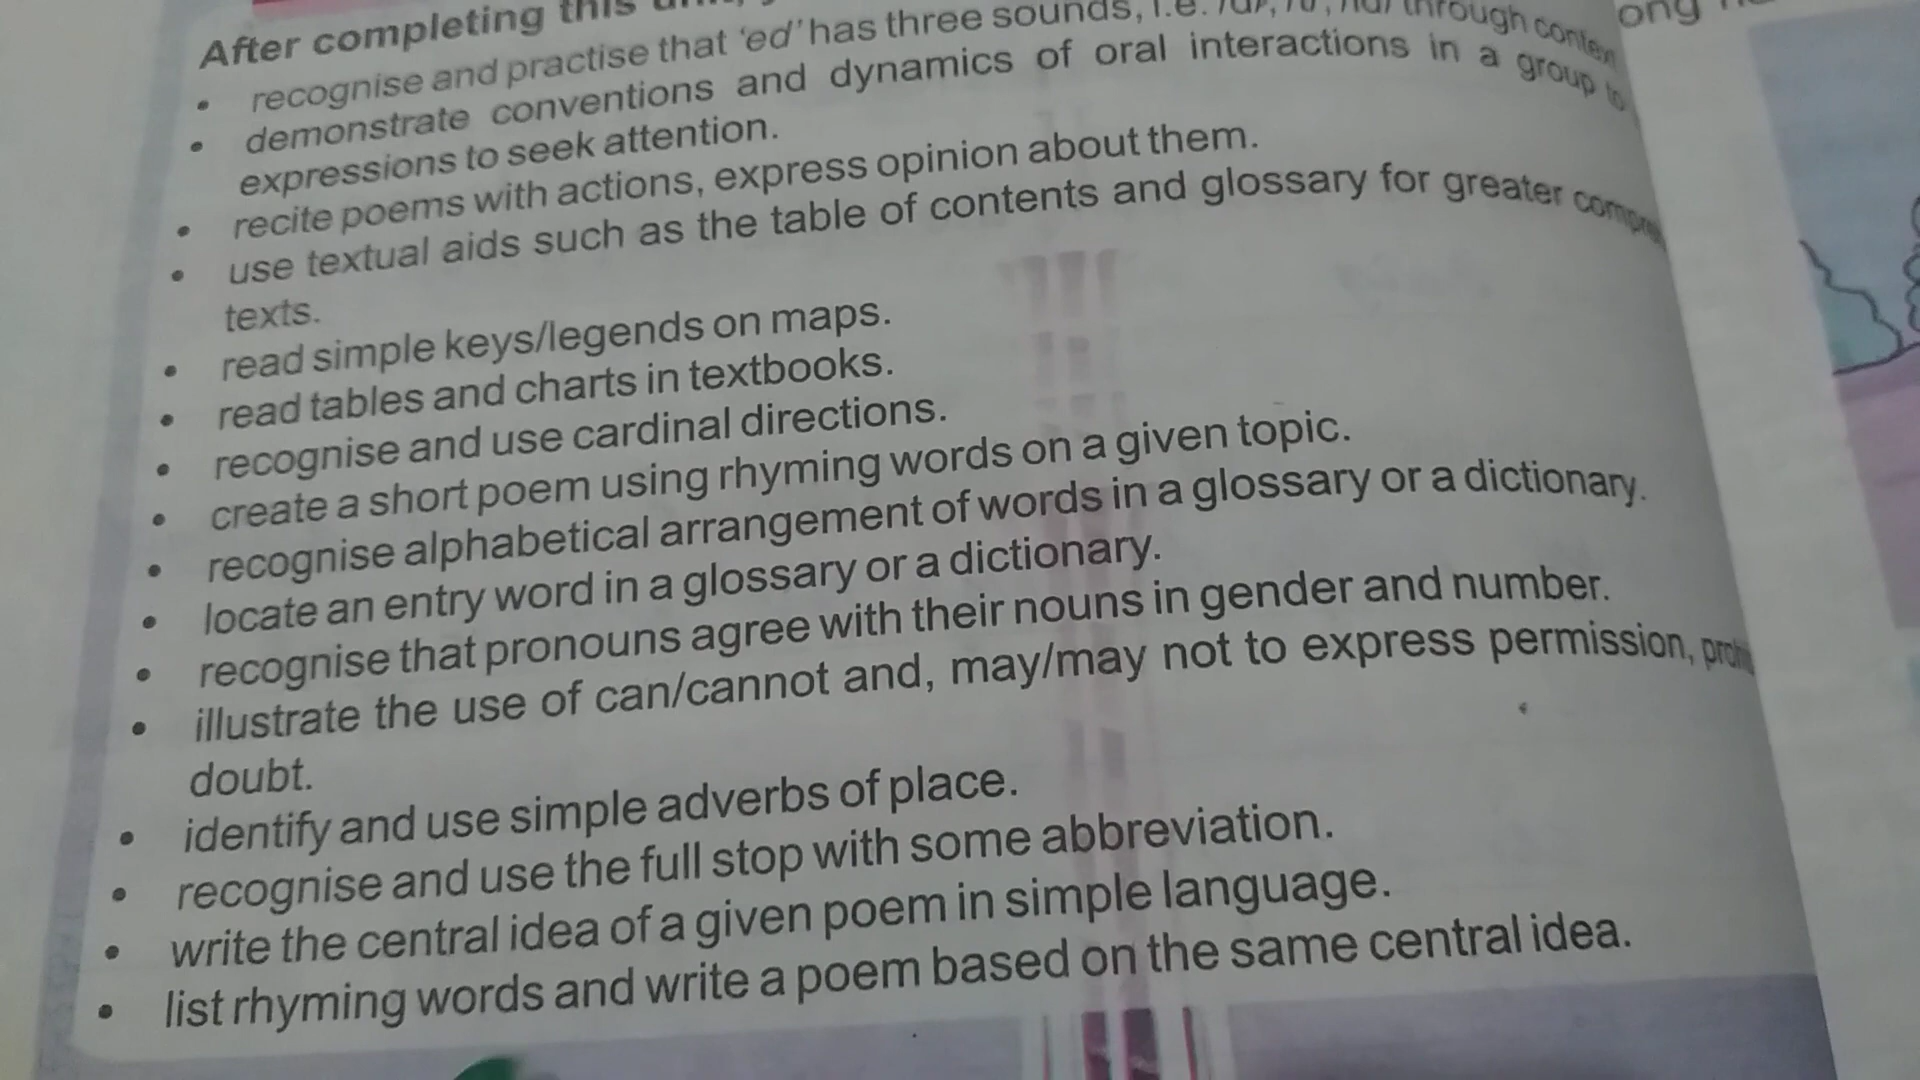 After completing this
recognise and practise that 'ed' has three sounds, i.e. /d/, /t/, /id/ through
• demonstrate conventions and dynamics of oral interactions in a group to
expressions to seek attention.
• recite poems with actions, express opinion about them.
• use textual aids such as the table of contents and glossary for greater
texts.
• read simple keys/legends on maps.
• read tables and charts in textbooks.
• recognise and use cardinal directions.
• create a short poem using rhyming words on a given topic.
• recognise alphabetical arrangement of words in a glossary or a dictionary.
• locate an entry word in a glossary or a dictionary.
• recognise that pronouns agree with their nouns in gender and number.
• illustrate the use of can/cannot and, may/may not to express permission,
doubt.
• identify and use simple adverbs of place.
• recognise and use the full stop with some abbreviation.
• write the central idea of a given poem in simple language.
• list rhyming words and write a poem based on the same central idea.